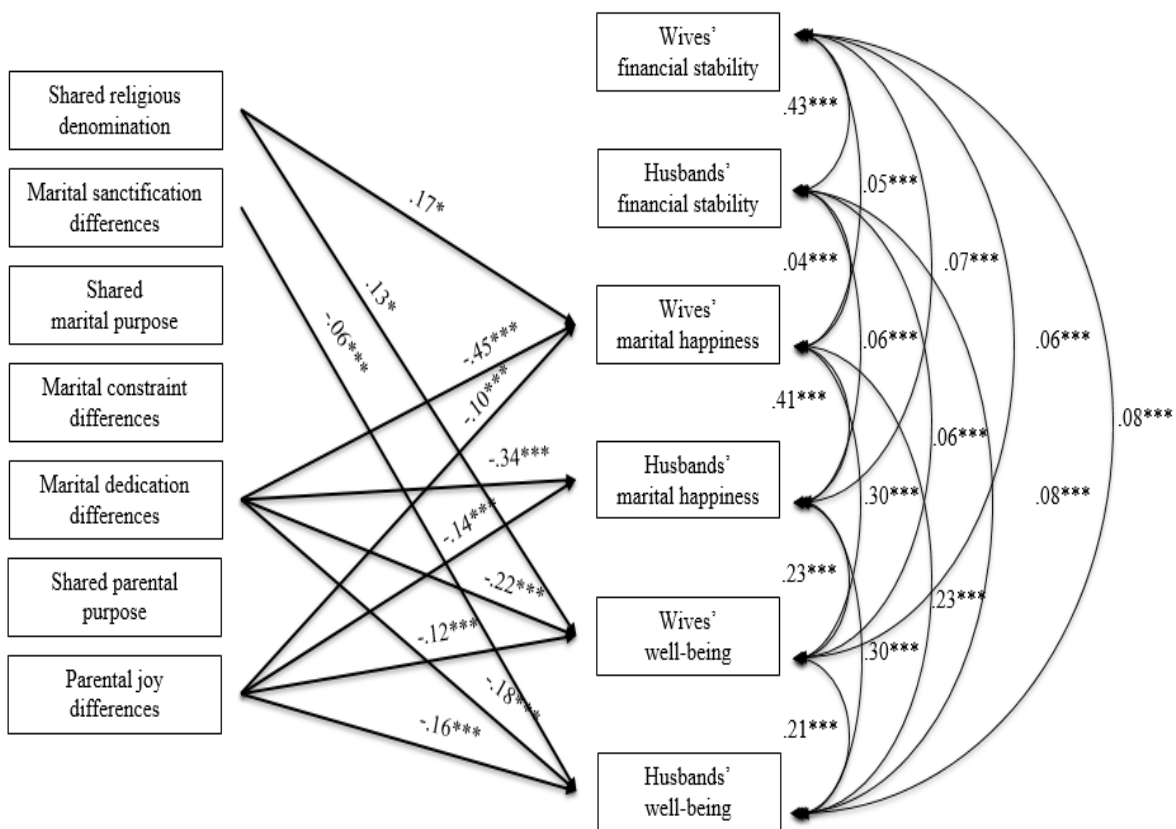 Shared religious
denomination
Marital sanctification
differences
Shared
marital purpose
Marital constraint
differences
Marital dedication
differences
Shared parental
purpose
Parental joy
differences
.17*
.13*
-.06***
-.45***
-.10***
-.34***
-.14***
-.22***
-.12***
-.18***
-.16***
Wives’
financial stability
Husbands’
financial stability
Wives’
marital happiness
Husbands’
marital happiness
Wives’
well-being
Husbands’
well-being
.43***
.05***
.04***
.07***
.06***
.06***
.41***
.08***
.06***
.30***
.08***
.23***
.23***
.30***
.21***